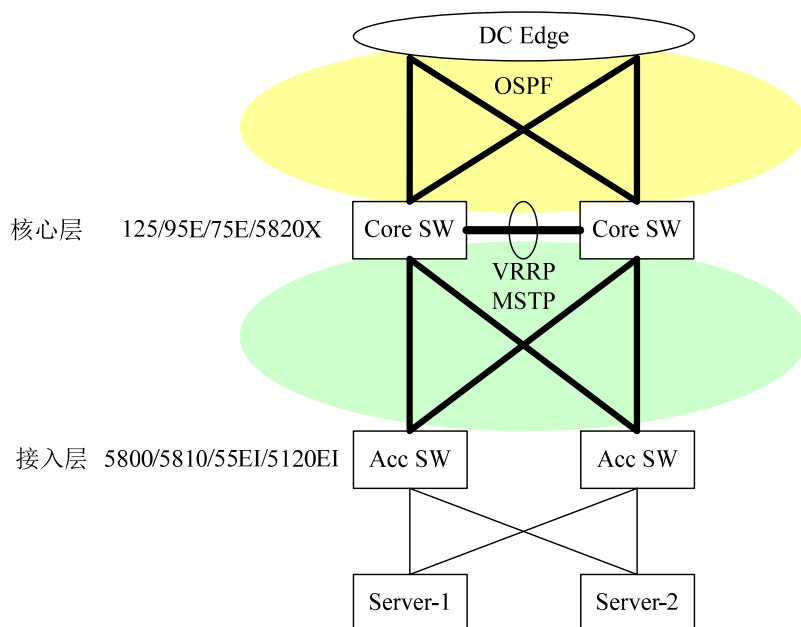 DC Edge
OSPF
核心层 125/95E/75E/5820X Core SW Core SW
VRRP
MSTP
接入层 5800/5810/55EI/5120EI Acc SW Acc SW
Server-1 Server-2